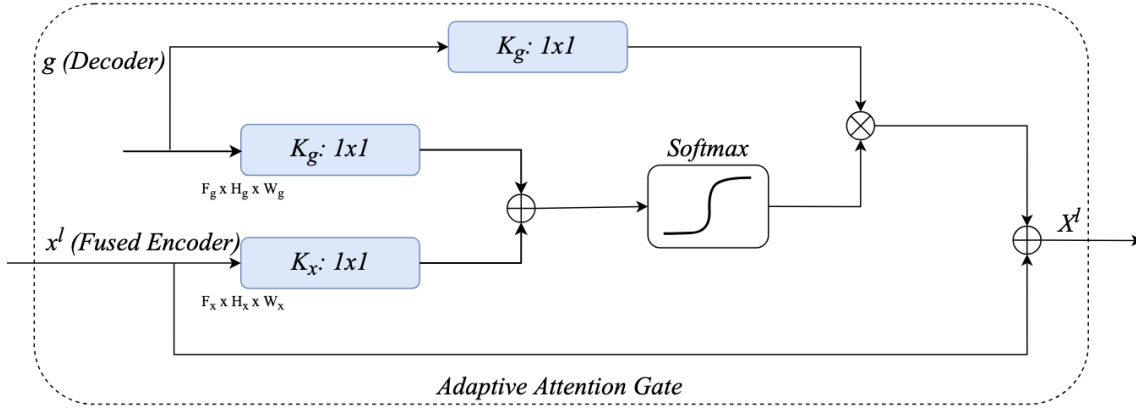 K_g: 1x1
g (Decoder)
K_g: 1x1
Softmax
F_g x H_g x W_g
x^l (Fused Encoder)
K_x: 1x1
X^l
F_x x H_x x W_x
Adaptive Attention Gate